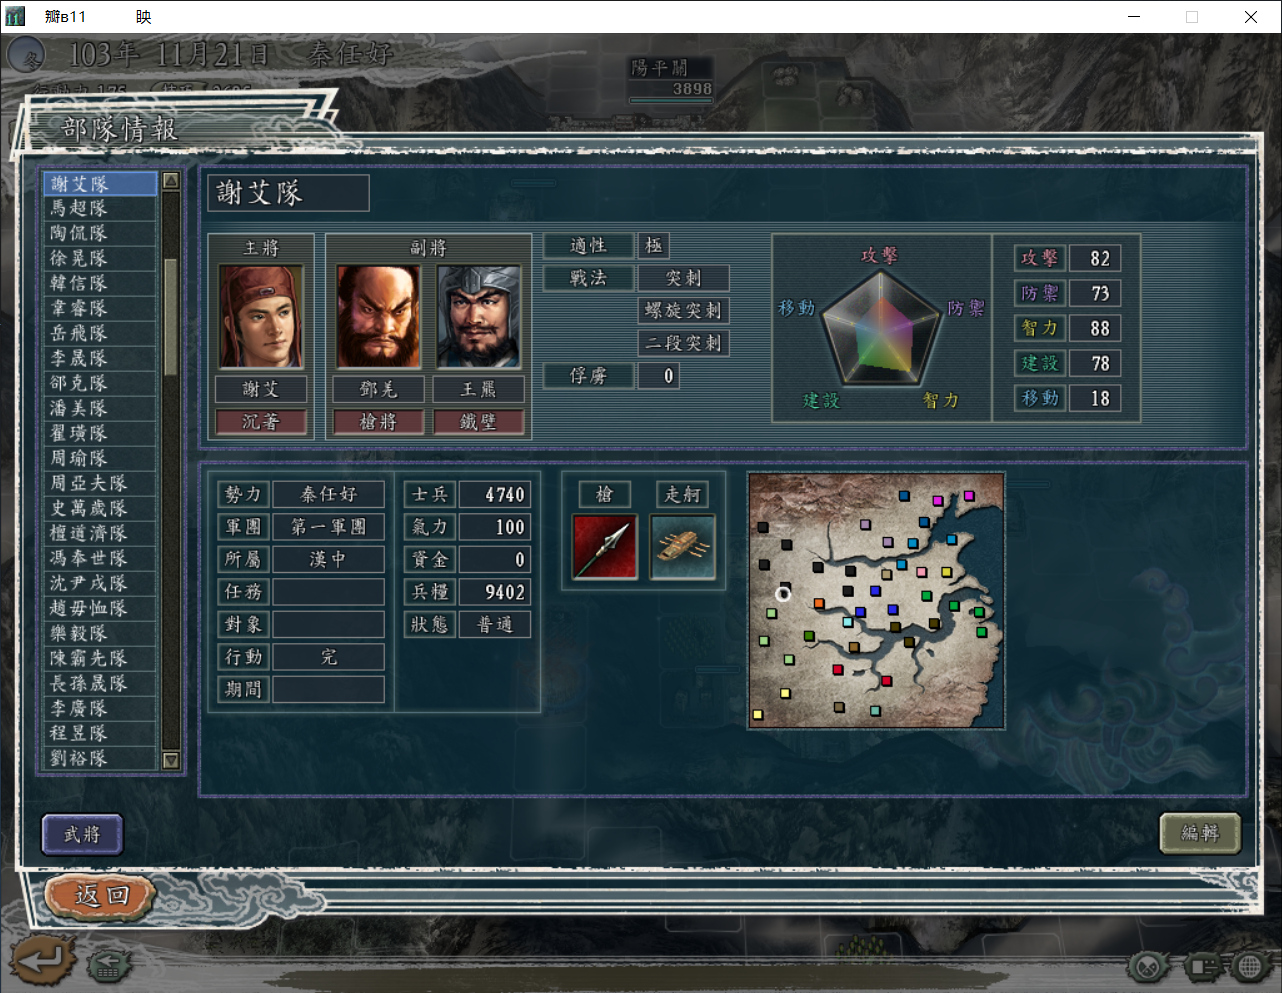 瓣в11 映
103年 11月21日 秦任好
陽平關
3898
部隊情報
謝艾隊
馬超隊
陶侃隊
徐晃隊
韓信隊
韋睿隊
岳飛隊
李晟隊
郤克隊
潘美隊
翟璜隊
周瑜隊
周亞夫隊
史萬歲隊
檀道濟隊
馮奉世隊
沈尹戌隊
趙毋恤隊
樂毅隊
陳霸先隊
長孫晟隊
李廣隊
程昱隊
劉裕隊
謝艾隊
主將
副將
謝艾
鄧羌
王羆
沉著
槍將
鐵壁
適性 極
戰法 突刺
螺旋突刺
二段突刺
俘虜 0
攻擊
防禦
智力
建設
移動
攻擊 82
防禦 73
智力 88
建設 78
移動 18
勢力 秦任好
軍團 第一軍團
所屬 漢中
任務
對象
行動 完
期間
士兵 4740
氣力 100
資金 0
兵糧 9402
狀態 普通
槍
走舸
武將
編輯
返回